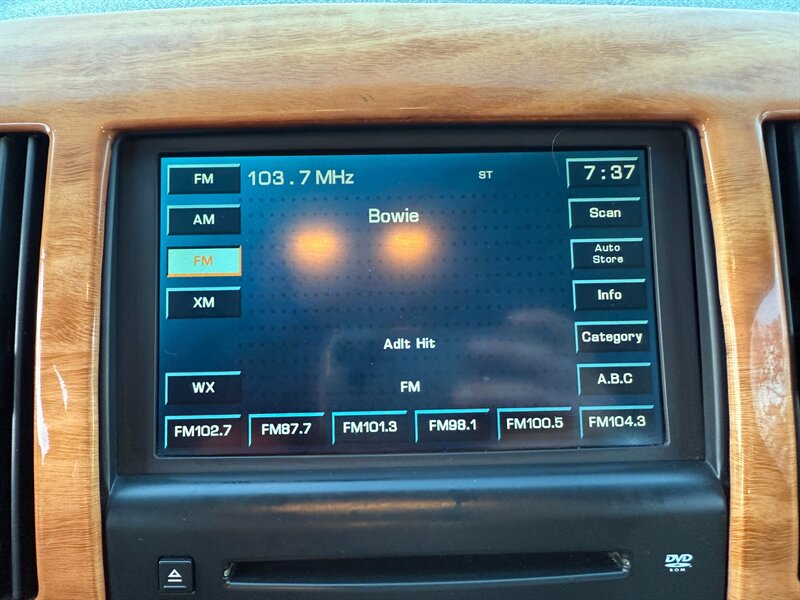 FM 103.7 MHz ST 7:37
AM Bowie Scan
FM Auto
Store
XM Info
Adlt Hit Category
WX FM A.B.C
FM102.7 FM87.7 FM101.3 FM98.1 FM100.5 FM104.3
DVD
ROM